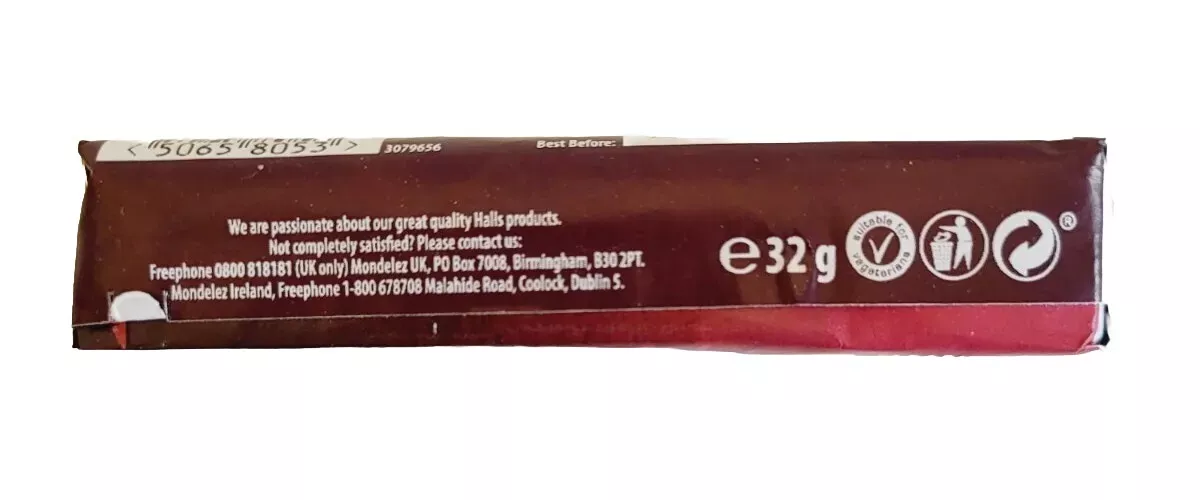 <"5065"8053"> 3079656 Best Before:
We are passionate about our great quality Halls products.
Not completely satisfied? Please contact us:
Freephone 0800 818181 (UK only) Mondelez UK, PO Box 7008, Birmingham, B30 2PT.
Mondelez Ireland, Freephone 1-800 678708 Malahide Road, Coolock, Dublin 5.
℮32 g
suitable for vegetarians
®